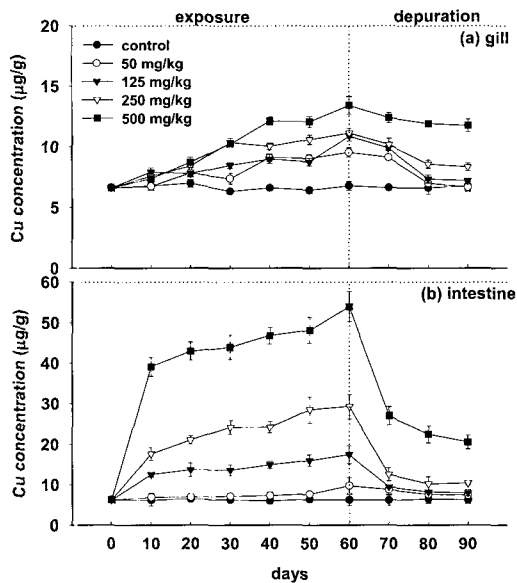 exposure
depuration
(a) gill
control
50 mg/kg
125 mg/kg
250 mg/kg
500 mg/kg
Cu concentration (µg/g)
20
15
10
5
0
(b) intestine
Cu concentration (µg/g)
60
50
40
30
20
10
0
0 10 20 30 40 50 60 70 80 90
days